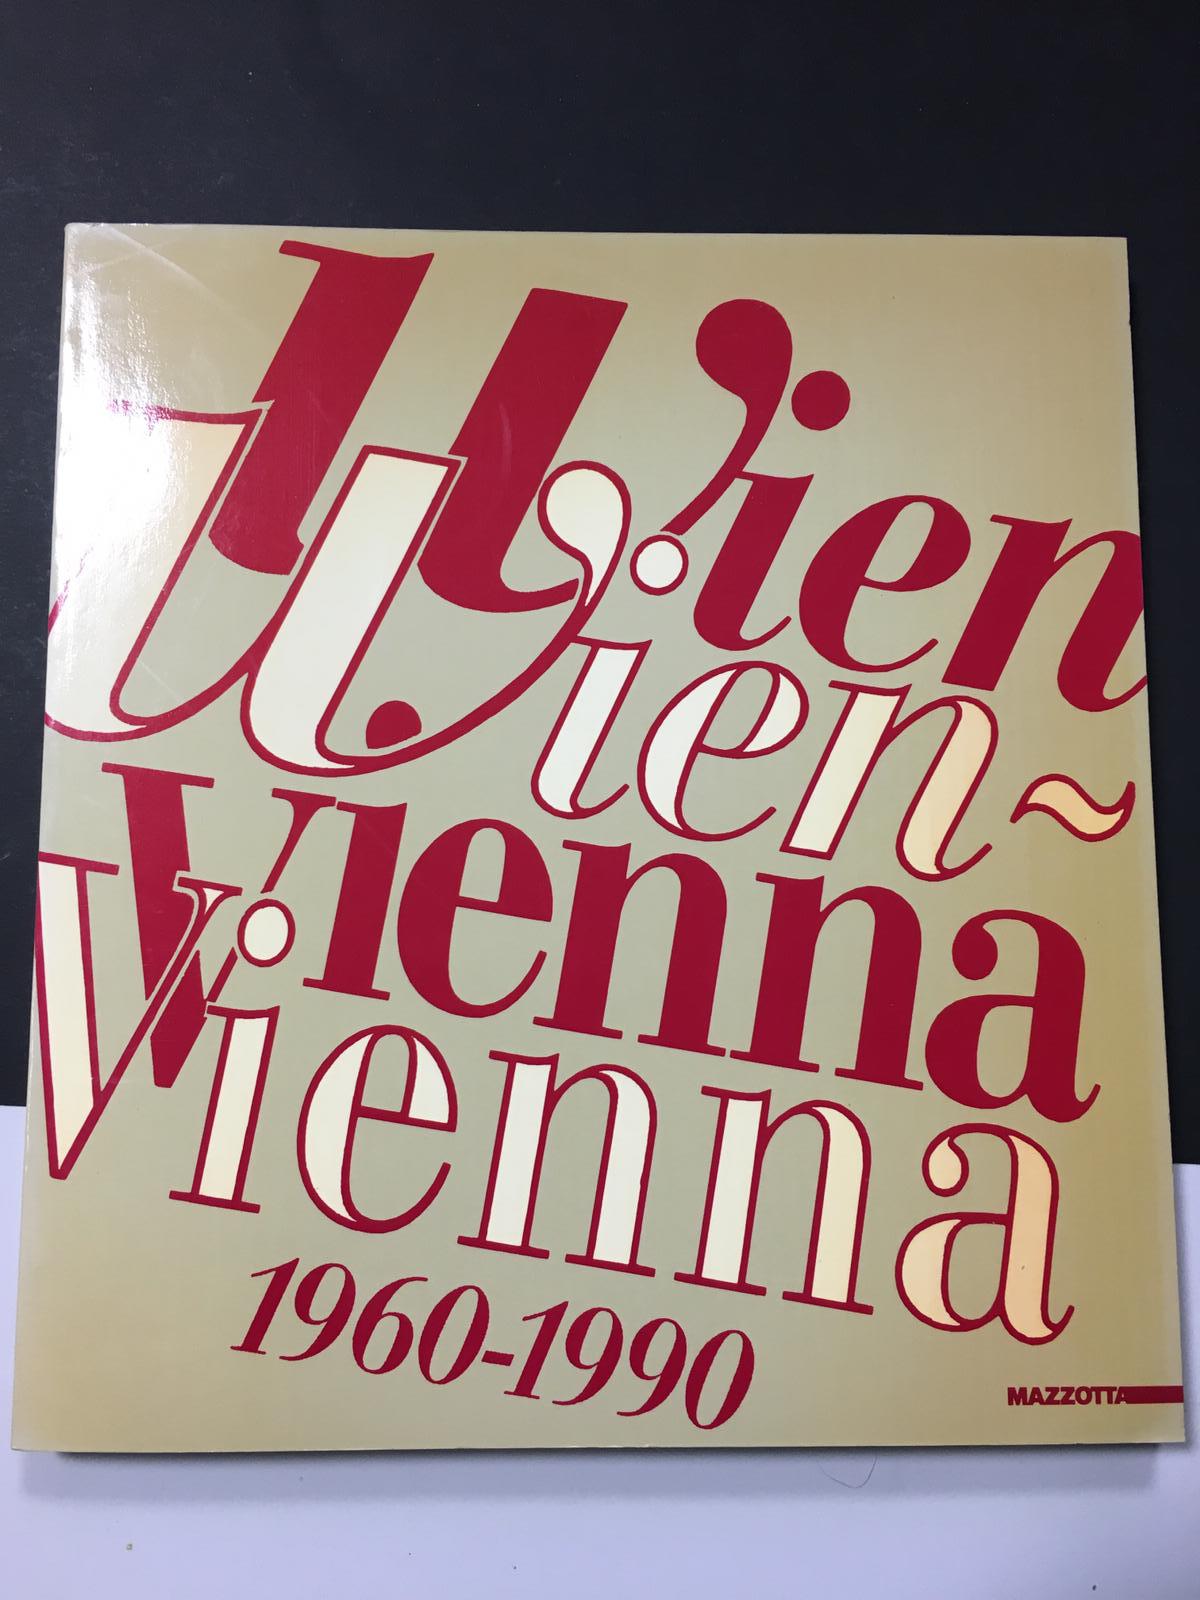 Wien
Wien~
Vienna
Vienna
1960-1990
MAZZOTTA